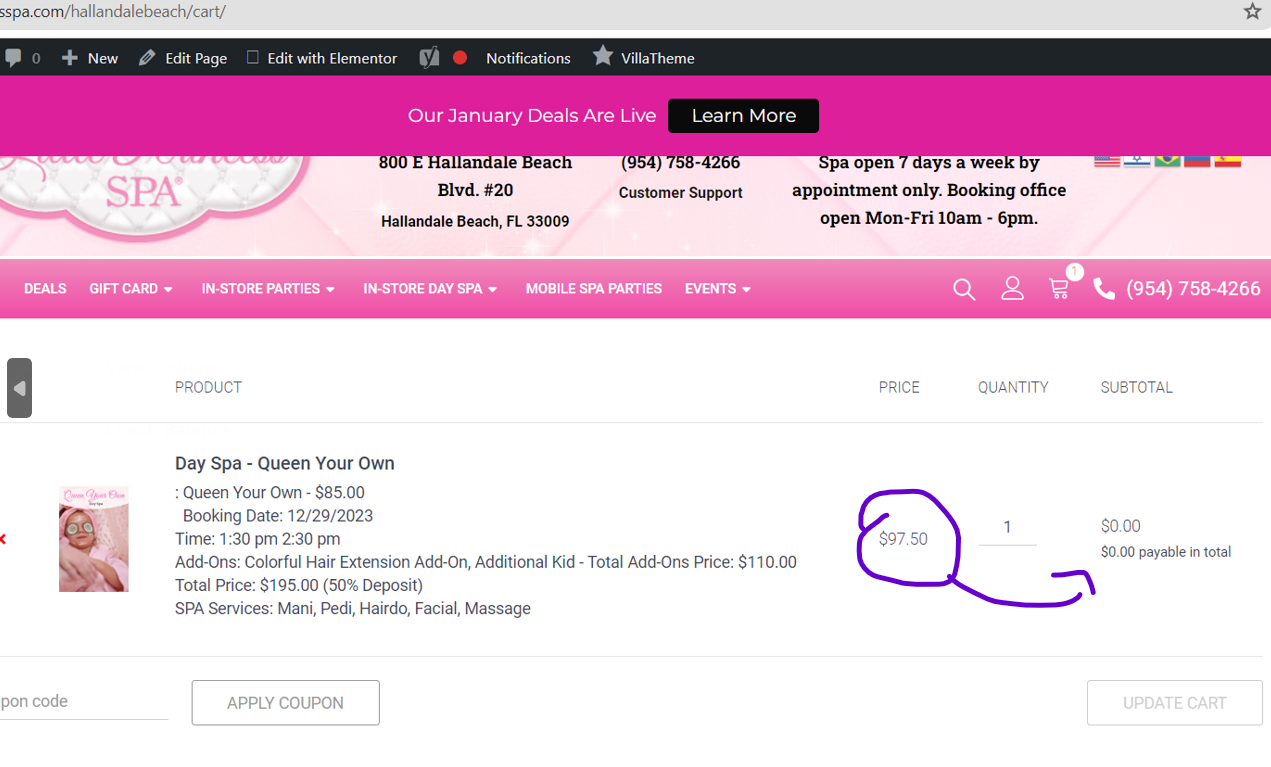 sspa.com/hallandalebeach/cart/
0 New Edit Page Edit with Elementor Notifications VillaTheme
Our January Deals Are Live Learn More
SPA®
800 E Hallandale Beach
Blvd. #20
Hallandale Beach, FL 33009
(954) 758-4266
Customer Support
Spa open 7 days a week by
appointment only. Booking office
open Mon-Fri 10am - 6pm.
DEALS GIFT CARD IN-STORE PARTIES IN-STORE DAY SPA MOBILE SPA PARTIES EVENTS 1 (954) 758-4266
PRODUCT PRICE QUANTITY SUBTOTAL
Day Spa - Queen Your Own
: Queen Your Own - $85.00
Booking Date: 12/29/2023
Time: 1:30 pm 2:30 pm
Add-Ons: Colorful Hair Extension Add-On, Additional Kid - Total Add-Ons Price: $110.00
Total Price: $195.00 (50% Deposit)
SPA Services: Mani, Pedi, Hairdo, Facial, Massage
Queen Your Own
Day Spa
$97.50 1 $0.00
$0.00 payable in total
pon code APPLY COUPON UPDATE CART